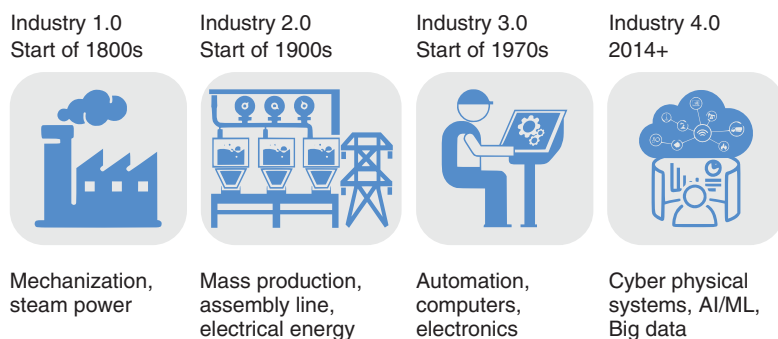 Industry 1.0
Start of 1800s
Industry 2.0
Start of 1900s
Industry 3.0
Start of 1970s
Industry 4.0
2014+
Mechanization,
steam power
Mass production,
assembly line,
electrical energy
Automation,
computers,
electronics
Cyber physical
systems, AI/ML,
Big data